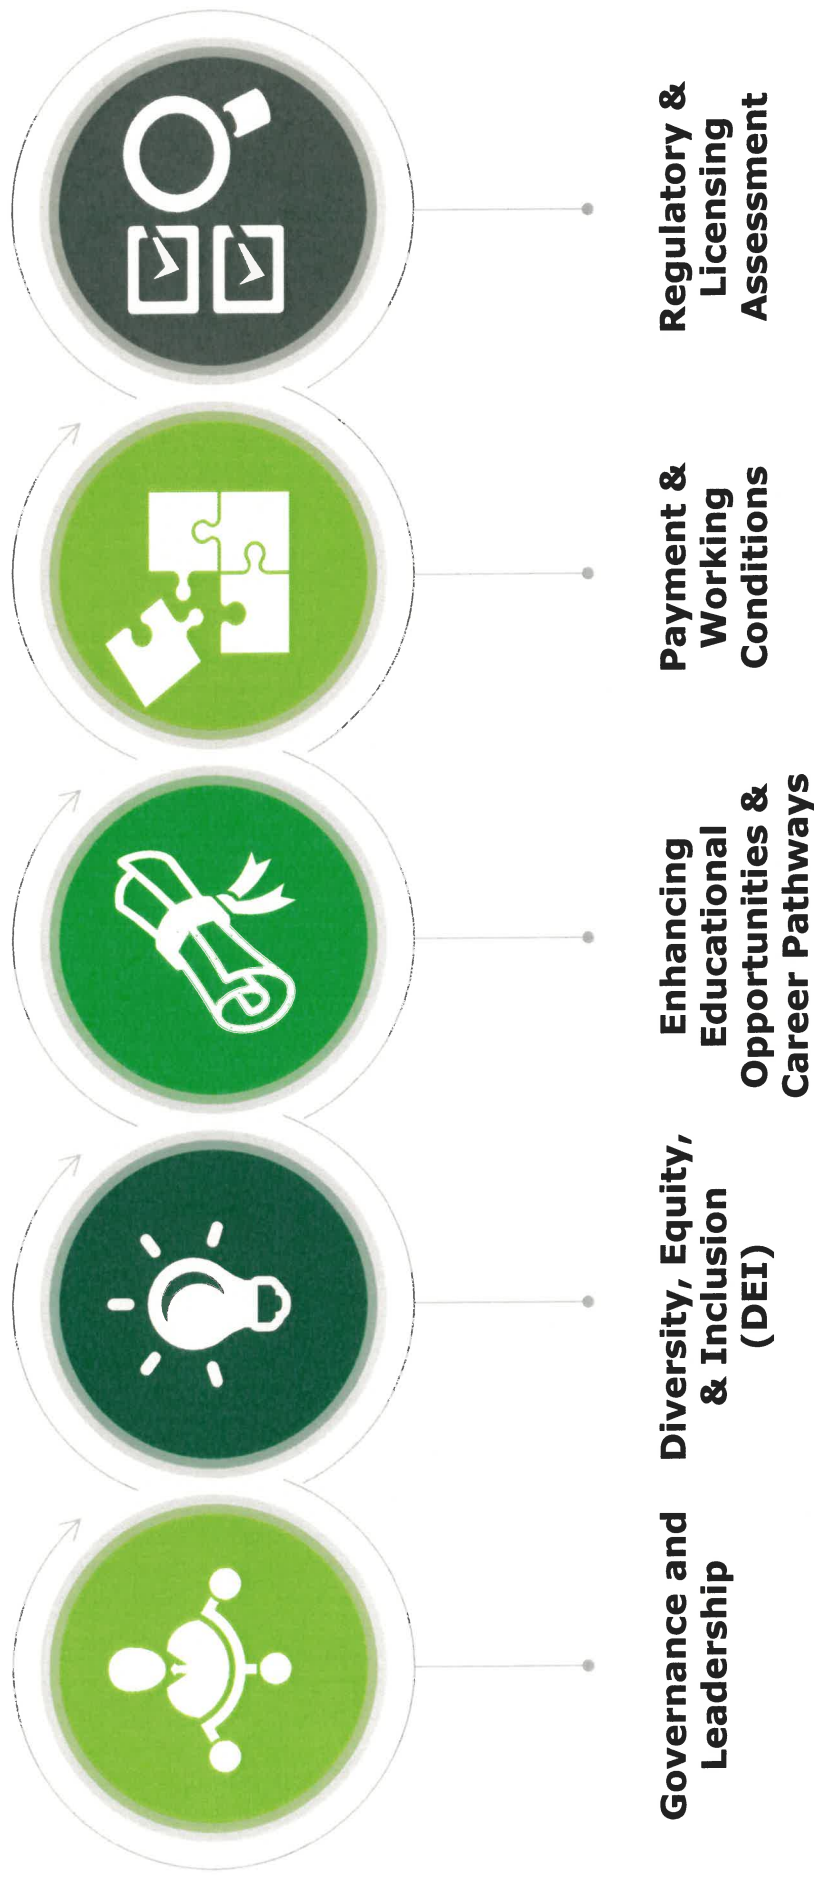 Governance and
Leadership
Diversity, Equity,
& Inclusion
(DEI)
Enhancing
Educational
Opportunities &
Career Pathways
Payment &
Working
Conditions
Regulatory &
Licensing
Assessment